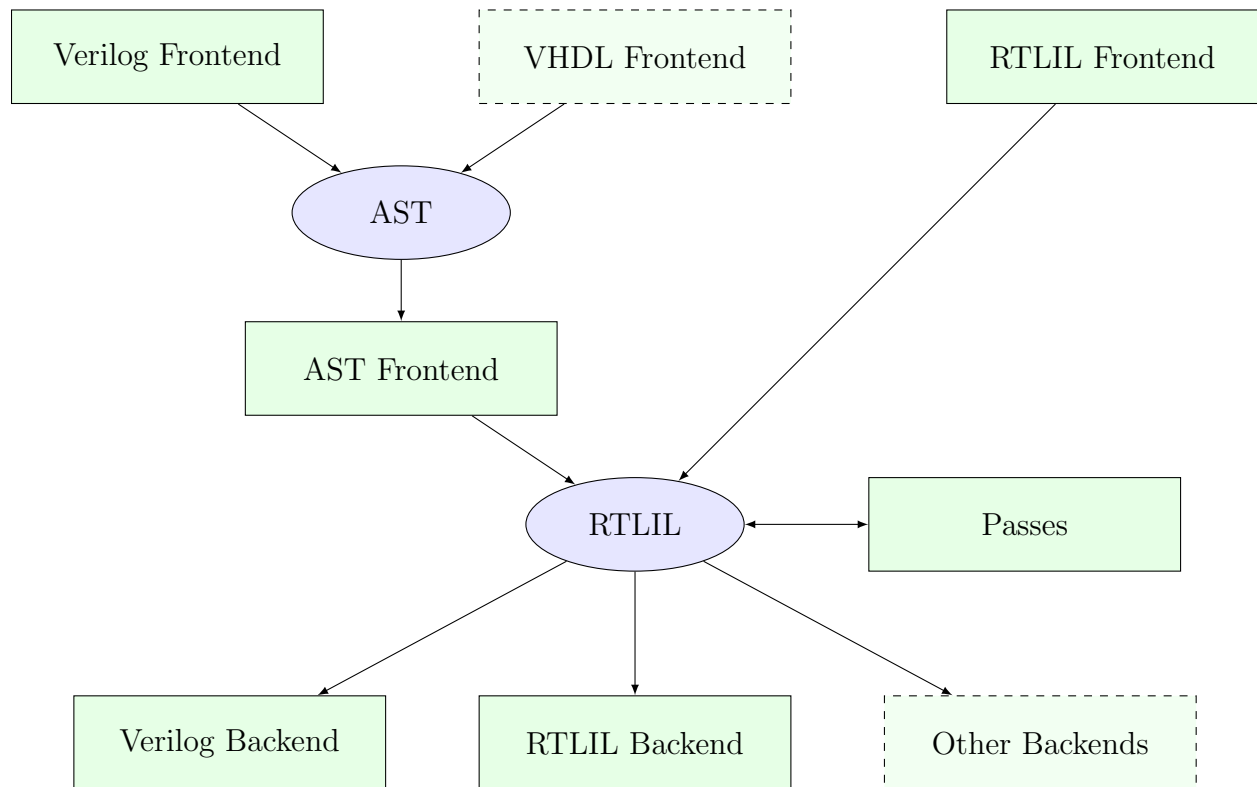 Verilog Frontend
VHDL Frontend
RTLIL Frontend
AST
AST Frontend
RTLIL
Passes
Verilog Backend
RTLIL Backend
Other Backends